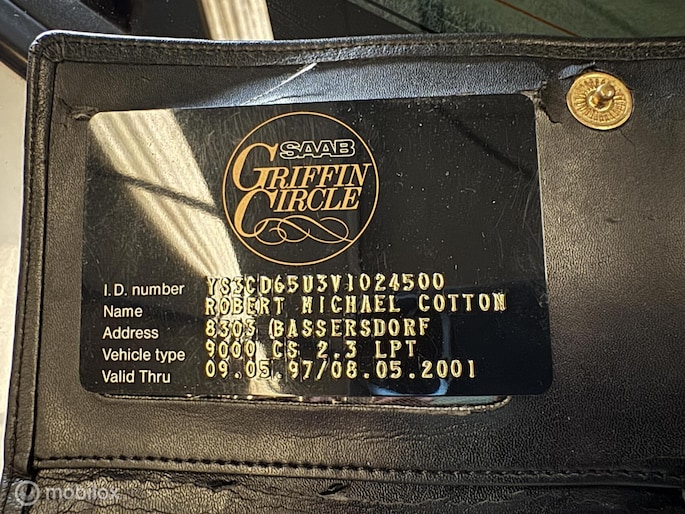 SAAB
GRIFFIN
CIRCLE
I.D. number YS3CD65U3V1024500
Name ROBERT MICHAEL COTTON
Address 8303 BASSERSDORF
Vehicle type 9000 CS 2.3 LPT
Valid Thru 09.05.97/08.05.2001
mobilox